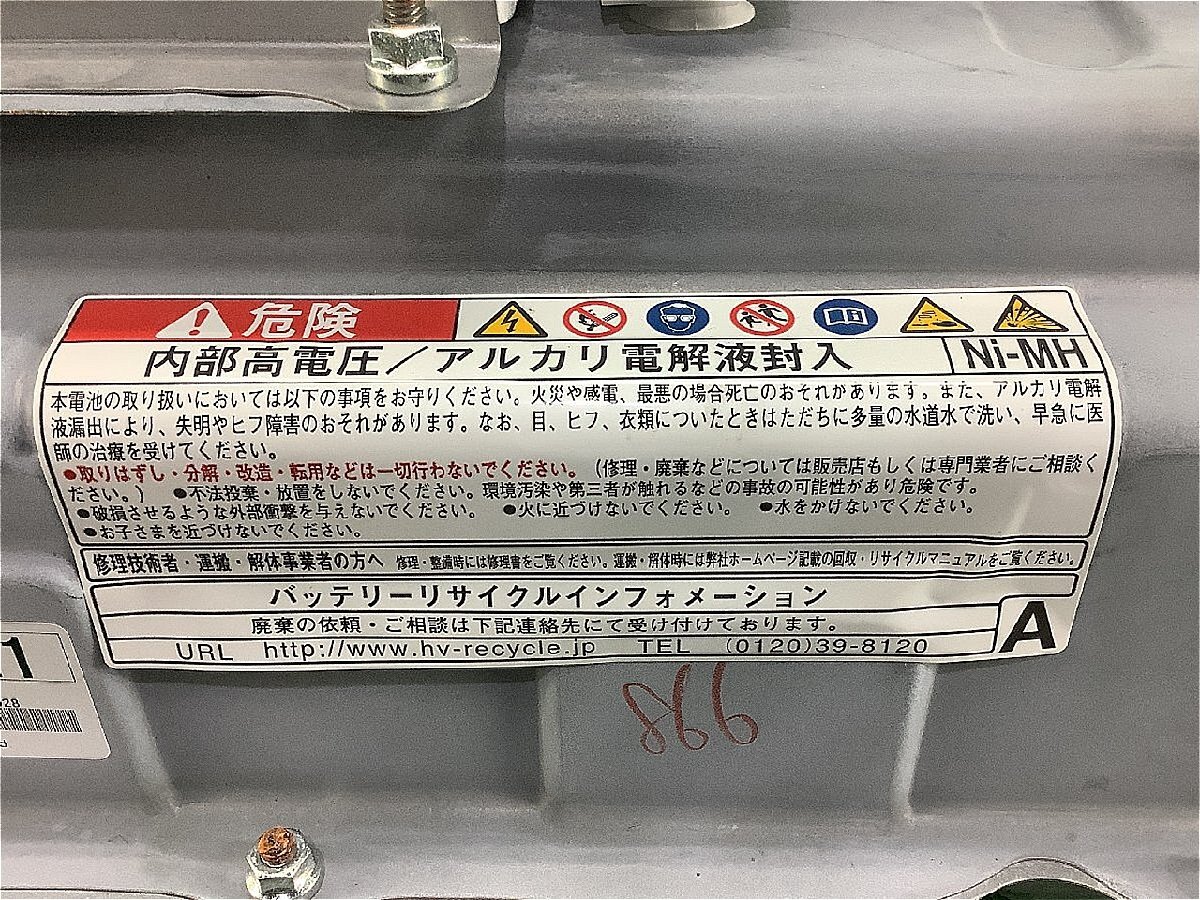 危険
内部高電圧／アルカリ電解液封入
Ni-MH
本電池の取り扱いにおいては以下の事項をお守りください。火災や感電、最悪の場合死亡のおそれがあります。また、アルカリ電解
液漏出により、失明やヒフ障害のおそれがあります。なお、目、ヒフ、衣類についたときはただちに多量の水道水で洗い、早急に医
師の治療を受けてください。
●取りはずし・分解・改造・転用などは一切行わないでください。（修理・廃棄などについては販売店もしくは専門業者にご相談く
ださい。） ●不法投棄・放置をしないでください。環境汚染や第三者が触れるなどの事故の可能性があり危険です。
●破損させるような外部衝撃を与えないでください。 ●火に近づけないでください。 ●水をかけないでください。
●お子さまを近づけないでください。
修理技術者・運搬・解体事業者の方へ 修理・整備時には修理書をご覧ください。運搬・解体時には弊社ホームページ記載の回収・リサイクルマニュアルをご覧ください。
バッテリーリサイクルインフォメーション
廃棄の依頼・ご相談は下記連絡先にて受け付けております。
URL http://www.hv-recycle.jp TEL (0120)39-8120
A
1
28